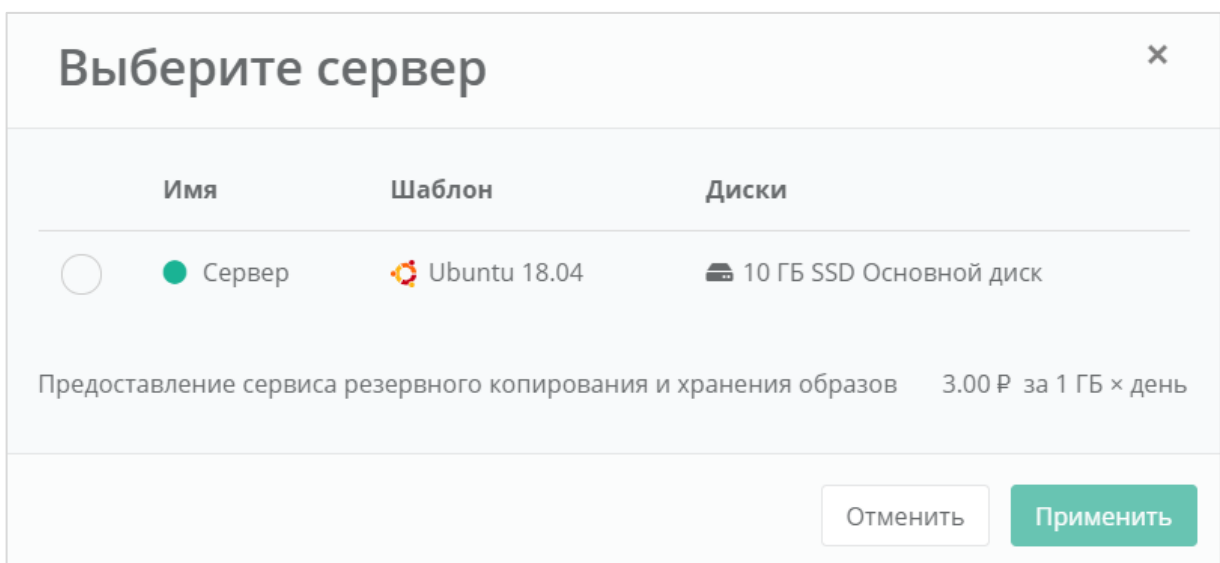 Выберите сервер ×
Имя Шаблон Диски
Сервер Ubuntu 18.04 10 ГБ SSD Основной диск
Предоставление сервиса резервного копирования и хранения образов 3.00 ₽ за 1 ГБ × день
Отменить Применить